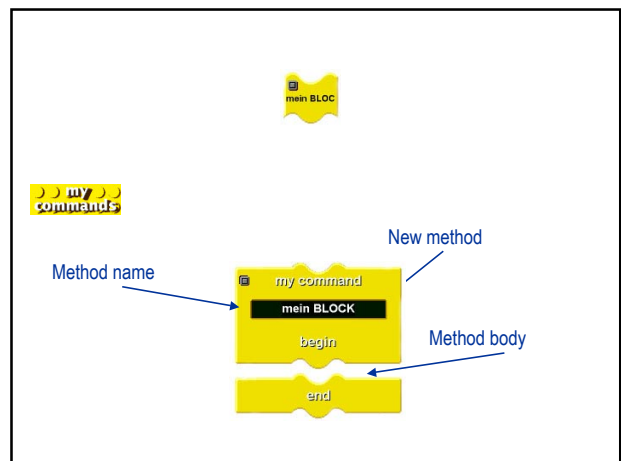 mein BLOC
my
commands
New method
Method name
my command
mein BLOCK
Method body
begin
end